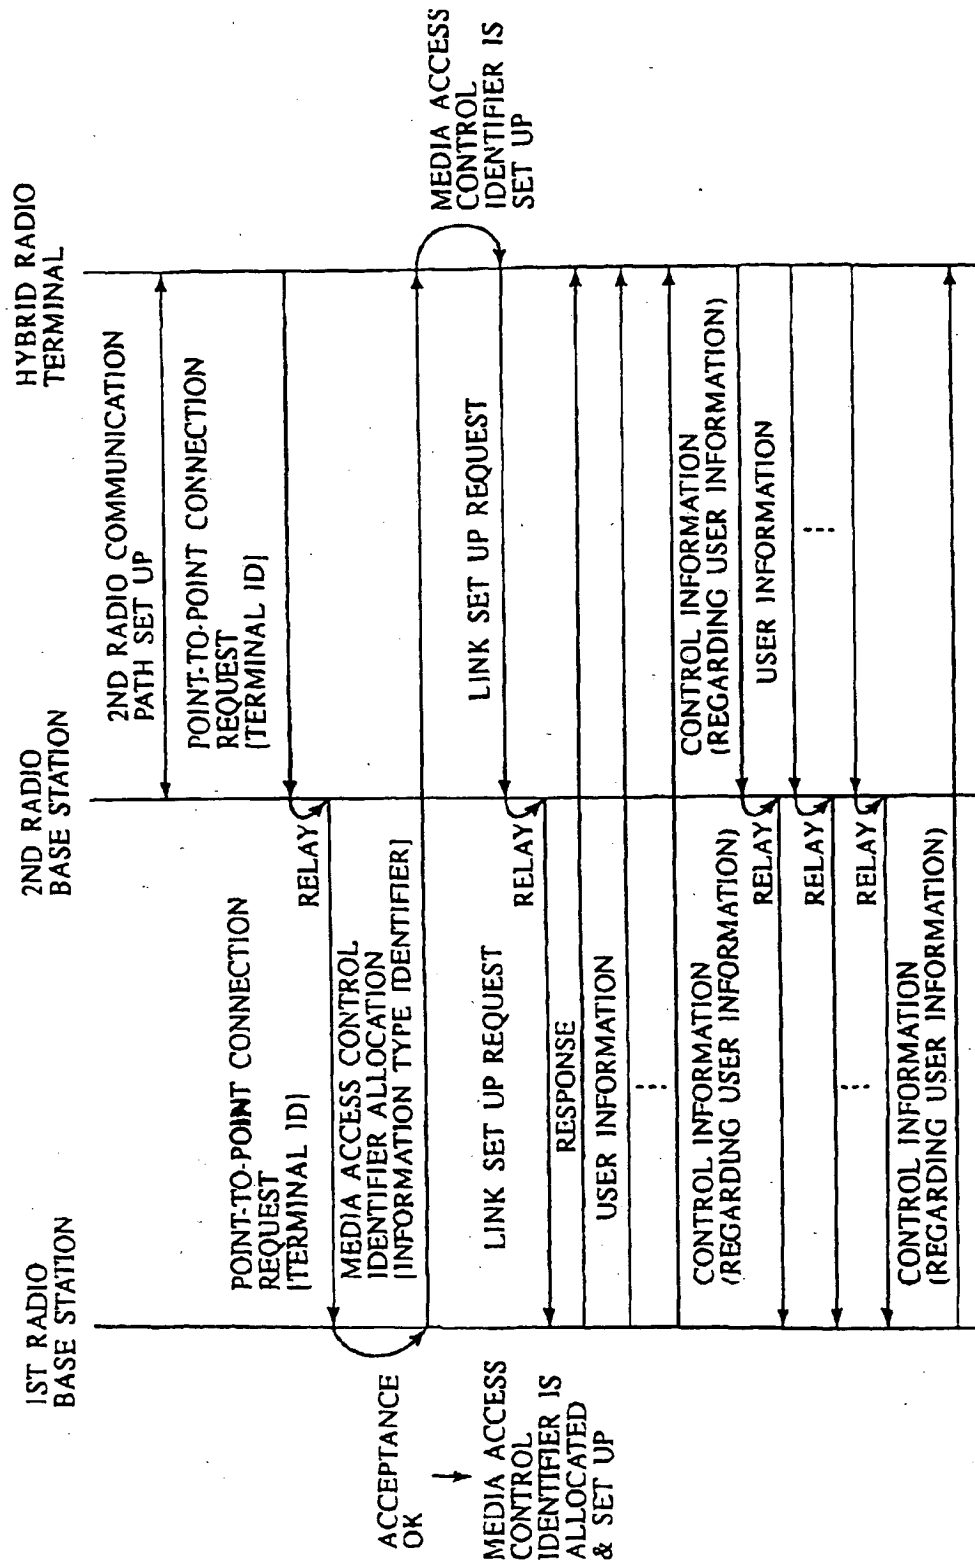 1ST RADIO
BASE STATION
2ND RADIO
BASE STATION
HYBRID RADIO
TERMINAL
2ND RADIO COMMUNICATION
PATH SET UP
POINT-TO-POINT CONNECTION
REQUEST
[TERMINAL ID]
RELAY
POINT-TO-POINT CONNECTION
REQUEST
[TERMINAL ID]
ACCEPTANCE
OK
MEDIA ACCESS
CONTROL
IDENTIFIER IS
ALLOCATED
& SET UP
MEDIA ACCESS CONTROL
IDENTIFIER ALLOCATION
[INFORMATION TYPE IDENTIFIER]
MEDIA ACCESS
CONTROL
IDENTIFIER IS
SET UP
LINK SET UP REQUEST
RELAY
LINK SET UP REQUEST
RESPONSE
USER INFORMATION
CONTROL INFORMATION
(REGARDING USER INFORMATION)
CONTROL INFORMATION
(REGARDING USER INFORMATION)
RELAY
USER INFORMATION
RELAY
RELAY
CONTROL INFORMATION
(REGARDING USER INFORMATION)